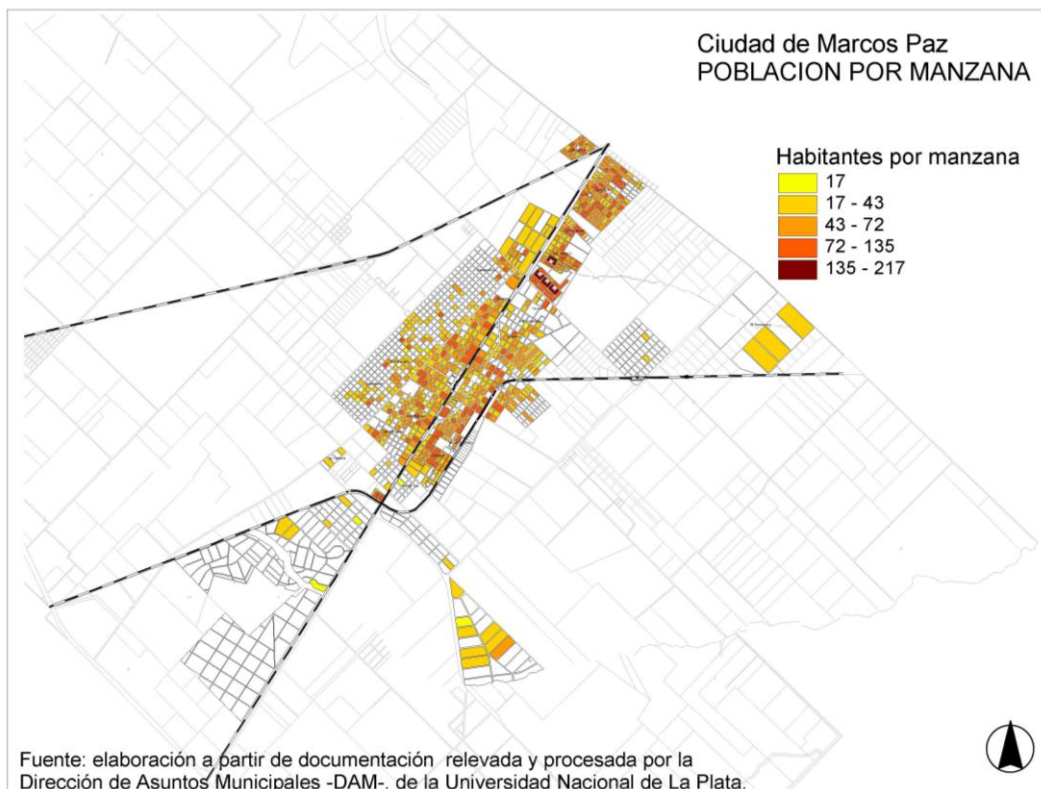 Ciudad de Marcos Paz
POBLACION POR MANZANA
Habitantes por manzana
17
17 - 43
43 - 72
72 - 135
135 - 217
Fuente: elaboración a partir de documentación relevada y procesada por la
Dirección de Asuntos Municipales -DAM-, de la Universidad Nacional de La Plata.